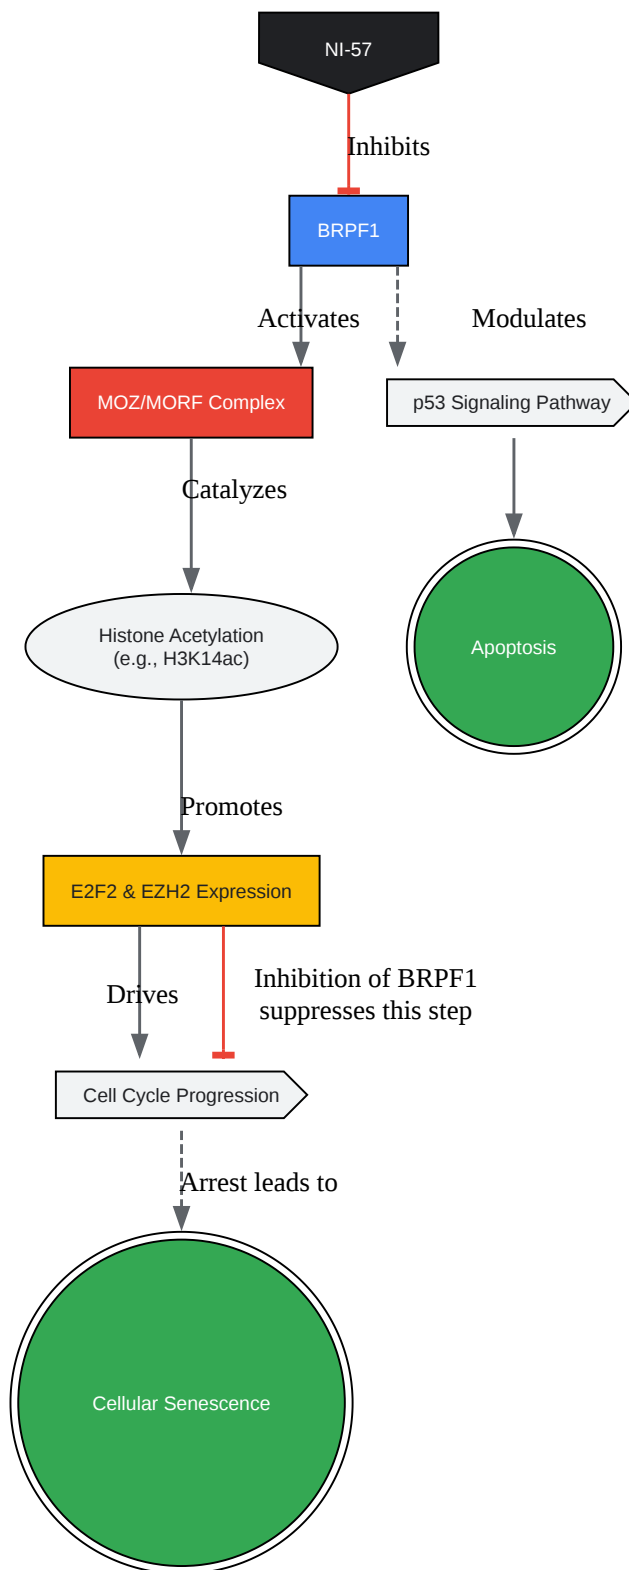 NI-57
Inhibits
BRPF1
Activates
Modulates
MOZ/MORF Complex
p53 Signaling Pathway
Catalyzes
Histone Acetylation
(e.g., H3K14ac)
Apoptosis
Promotes
E2F2 & EZH2 Expression
Drives
Inhibition of BRPF1
suppresses this step
Cell Cycle Progression
Arrest leads to
Cellular Senescence